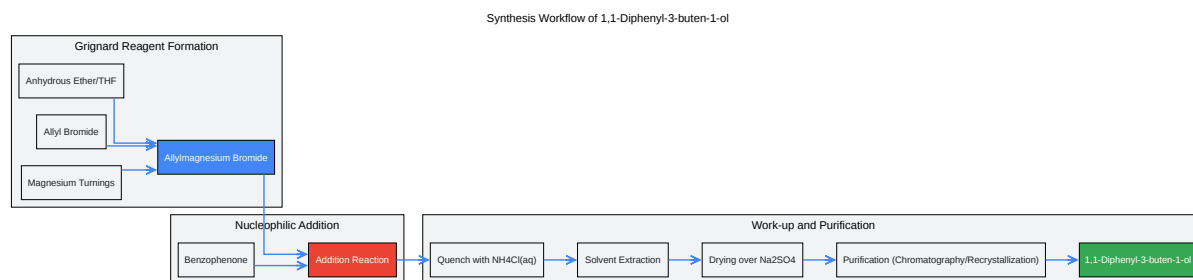 Synthesis Workflow of 1,1-Diphenyl-3-buten-1-ol
Grignard Reagent Formation
Anhydrous Ether/THF
Allyl Bromide
Allylmagnesium Bromide
Magnesium Turnings
Nucleophilic Addition
Benzophenone
Addition Reaction
Work-up and Purification
Quench with NH4Cl(aq)
Solvent Extraction
Drying over Na2SO4
Purification (Chromatography/Recrystallization)
1,1-Diphenyl-3-buten-1-ol